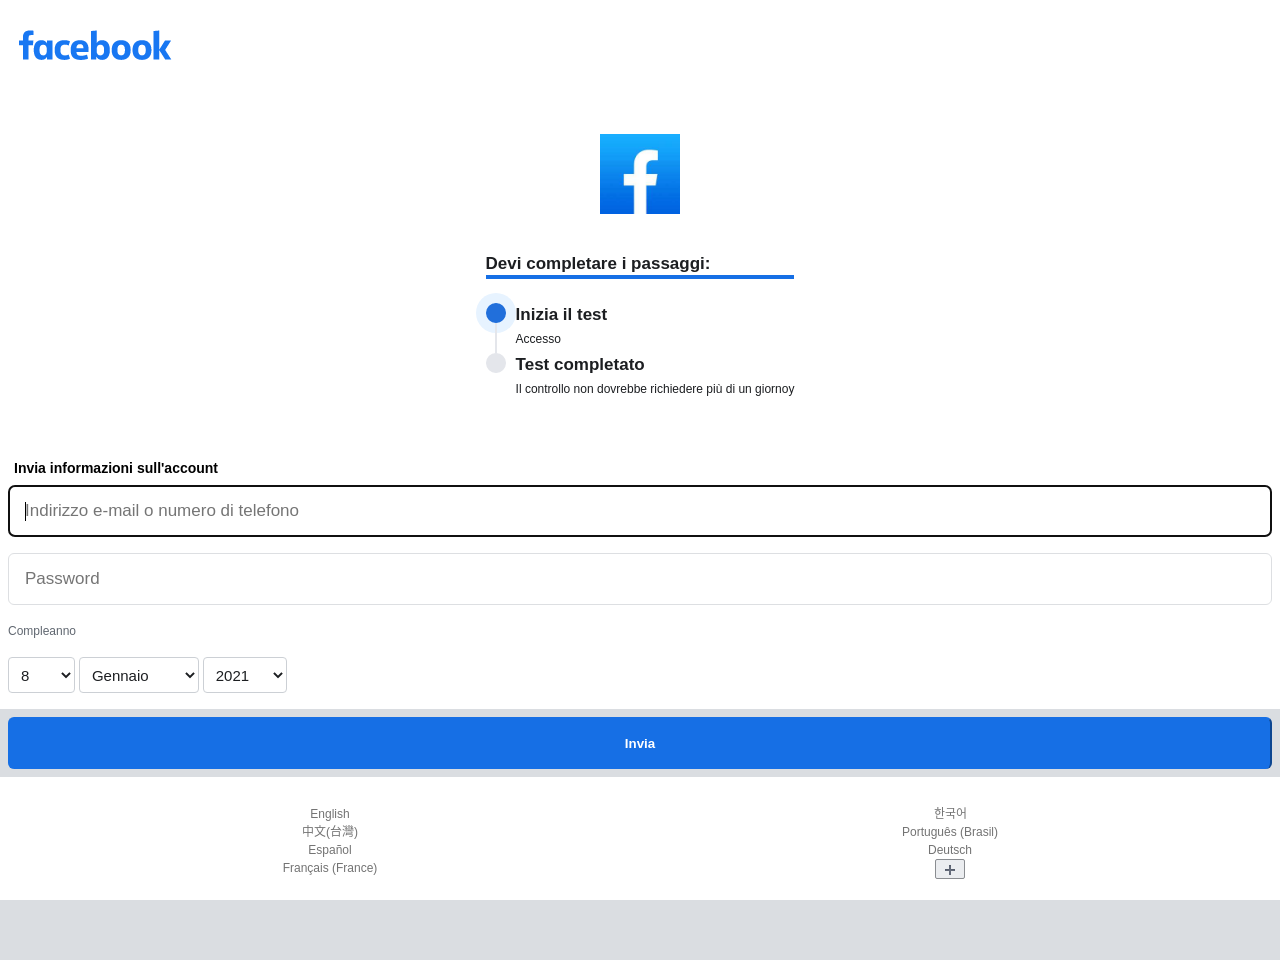 facebook
Devi completare i passaggi:
Inizia il test
Accesso
Test completato
Il controllo non dovrebbe richiedere più di un giornoy
Invia informazioni sull'account
Indirizzo e-mail o numero di telefono
Password
Compleanno
8 Gennaio 2021
Invia
English
中文(台灣)
Español
Français (France)
한국어
Português (Brasil)
Deutsch